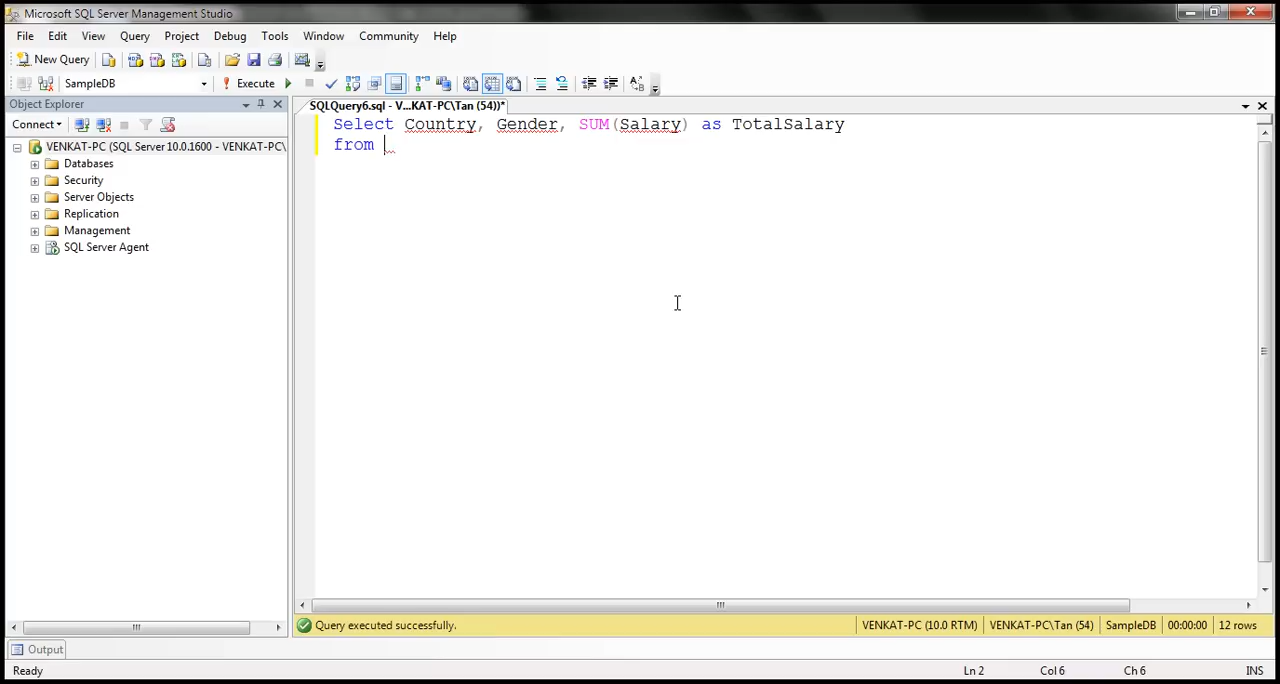 Microsoft SQL Server Management Studio
File Edit View Query Project Debug Tools Window Community Help
New Query
SampleDB Execute
Object Explorer
SQLQuery6.sql - V...KAT-PC\Tan (54))*
Connect
Select Country, Gender, SUM(Salary) as TotalSalary
from
VENKAT-PC (SQL Server 10.0.1600 - VENKAT-PC\
Databases
Security
Server Objects
Replication
Management
SQL Server Agent
Query executed successfully. VENKAT-PC (10.0 RTM) VENKAT-PC\Tan (54) SampleDB 00:00:00 12 rows
Output
Ready Ln 2 Col 6 Ch 6 INS